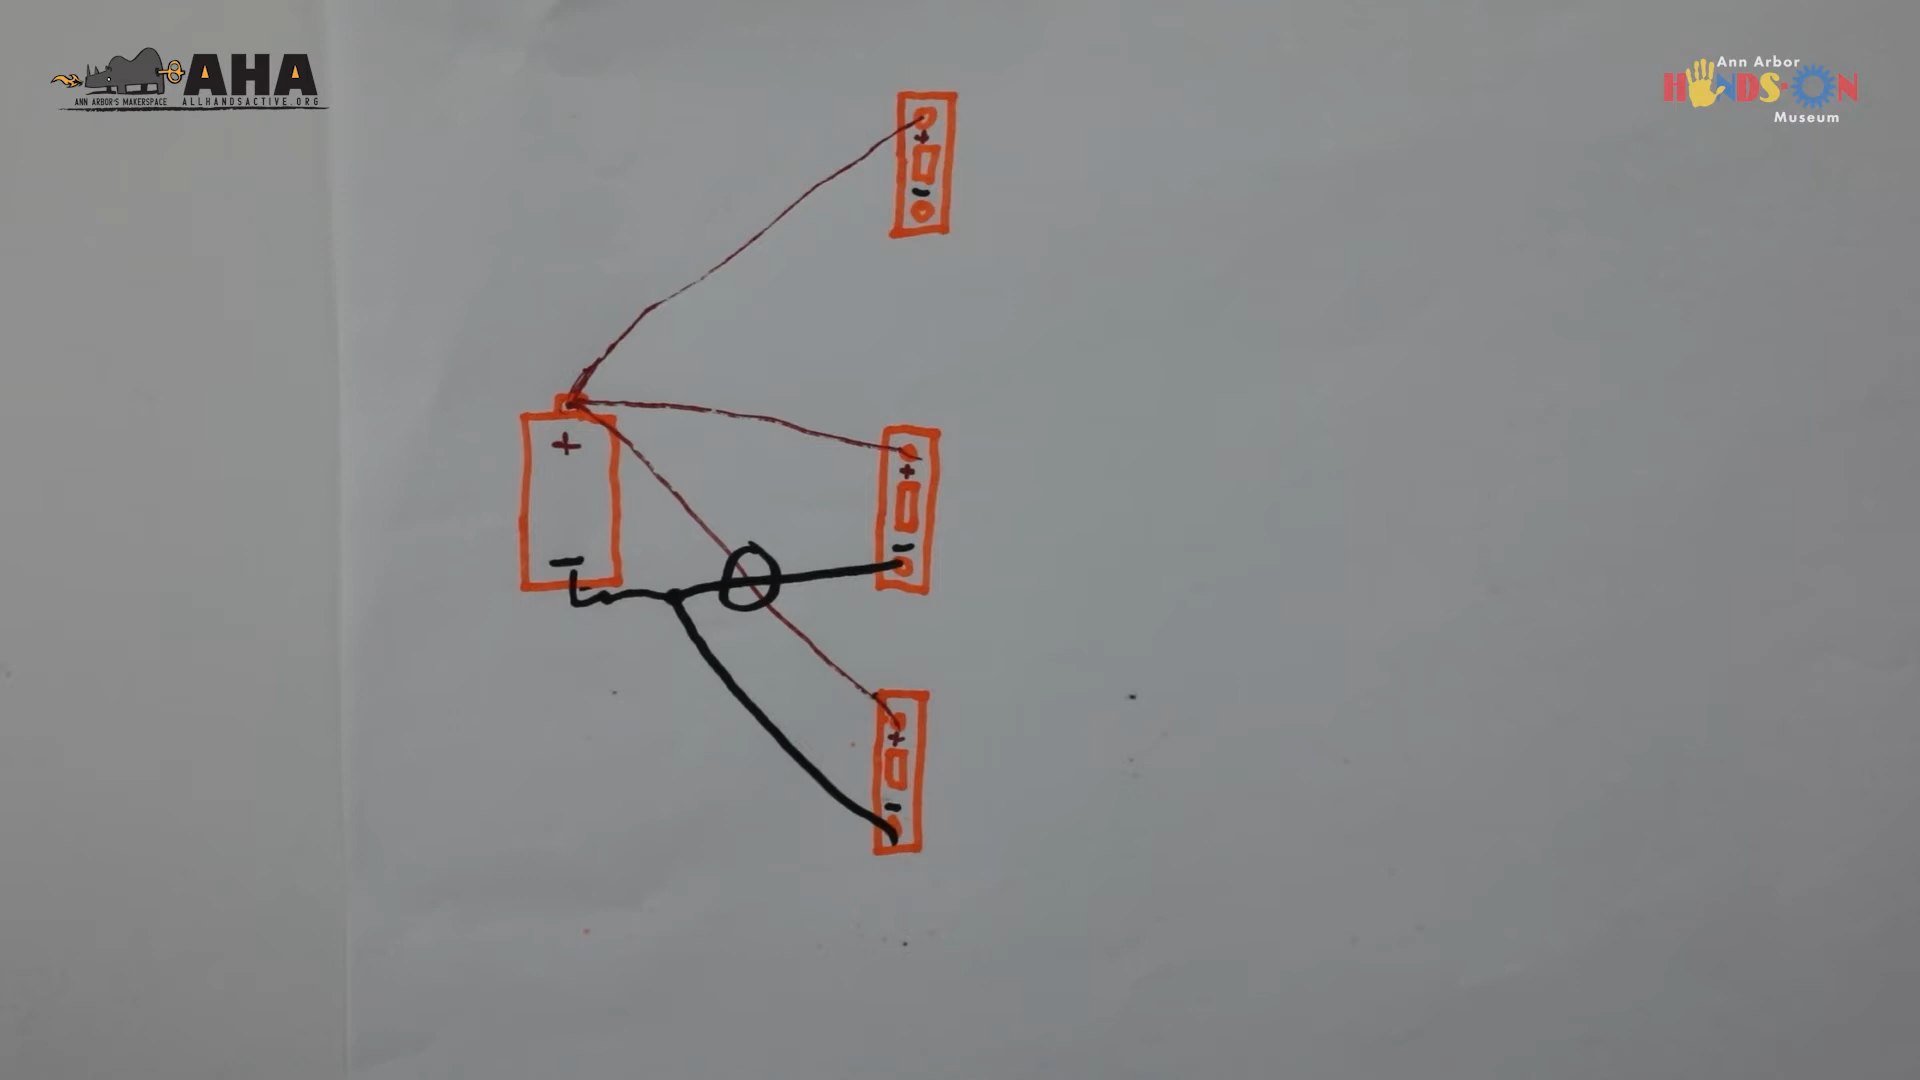 AHA
ANN ARBOR'S MAKERSPACE ALLHANDSACTIVE.ORG
Ann Arbor
HANDS-ON
Museum
+
-
+
-
+
-
+
-